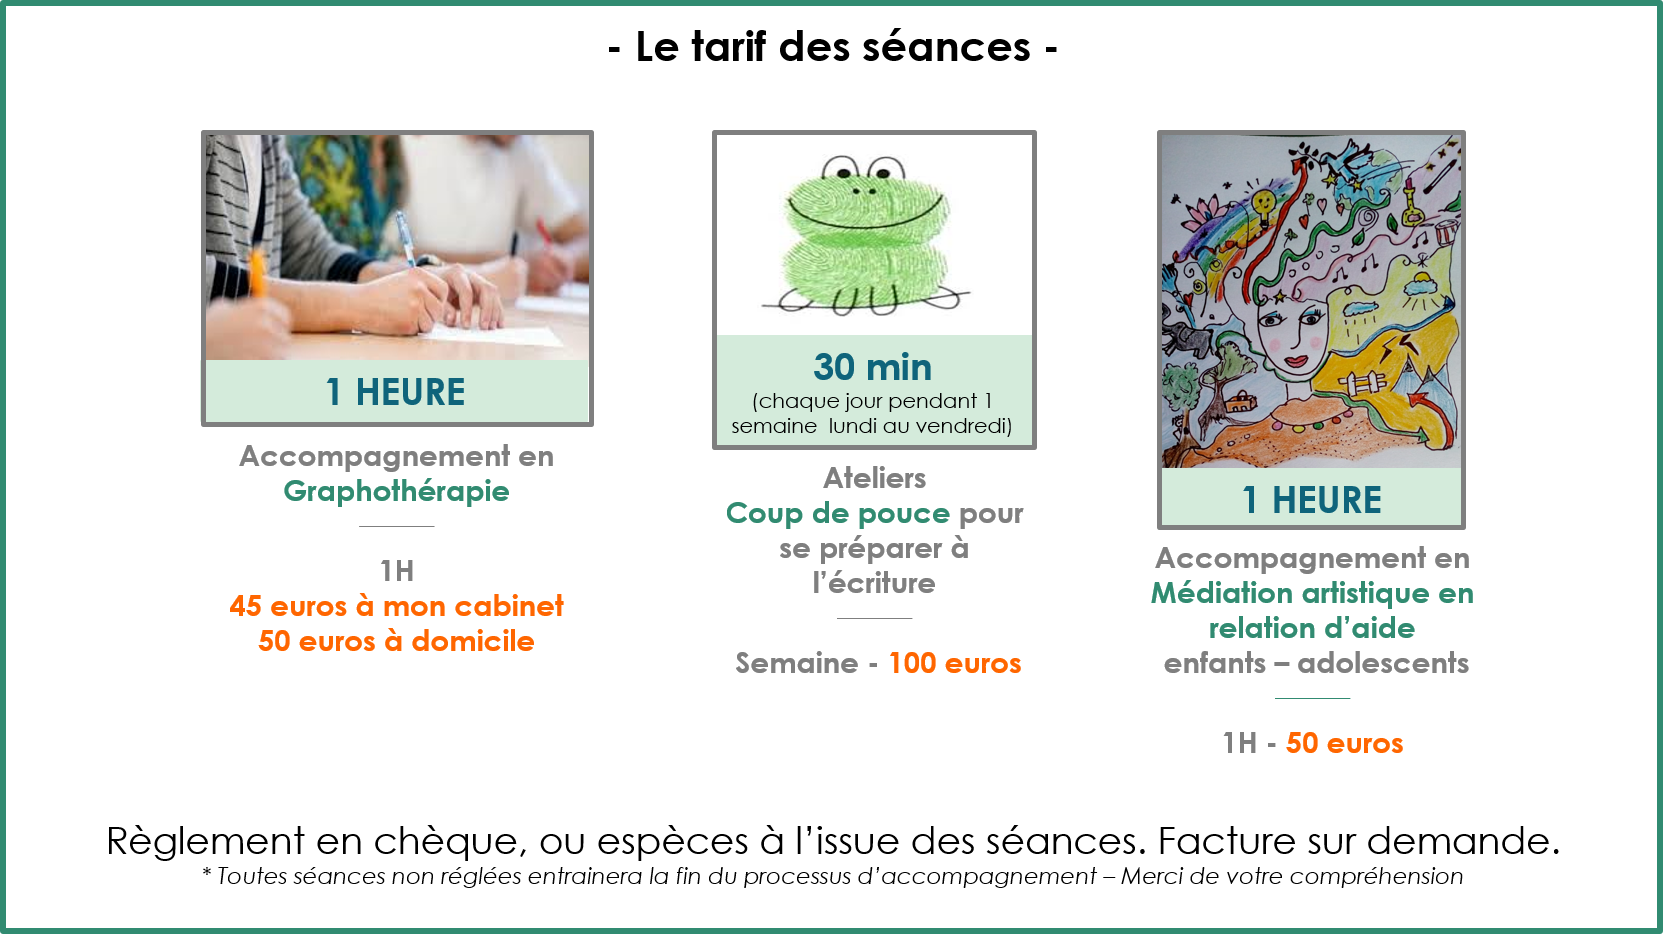 - Le tarif des séances -
1 HEURE
Accompagnement en
Graphothérapie
1H
45 euros à mon cabinet
50 euros à domicile
30 min
(chaque jour pendant 1
semaine  lundi au vendredi)
Ateliers
Coup de pouce pour
se préparer à
l’écriture
Semaine - 100 euros
1 HEURE
Accompagnement en
Médiation artistique en
relation d’aide
enfants – adolescents
1H - 50 euros
Règlement en chèque, ou espèces à l’issue des séances. Facture sur demande.
* Toutes séances non réglées entrainera la fin du processus d’accompagnement – Merci de votre compréhension